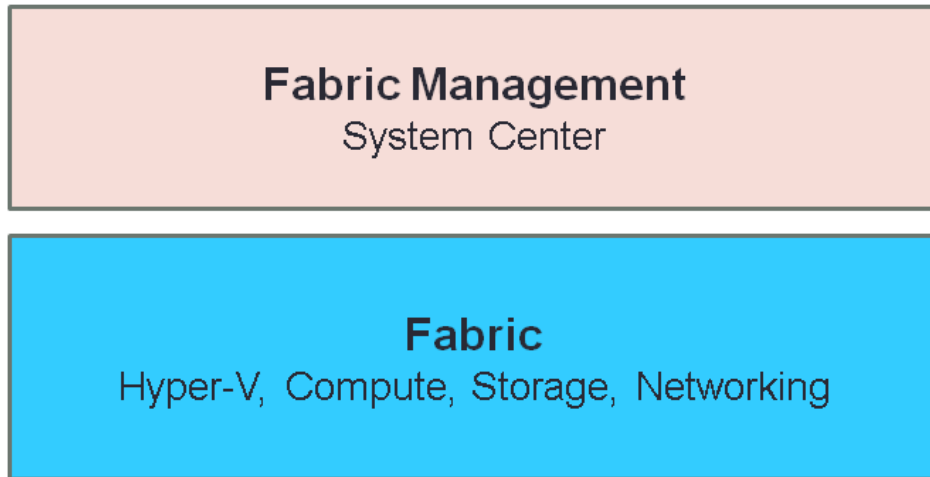 Fabric Management
System Center
Fabric
Hyper-V, Compute, Storage, Networking